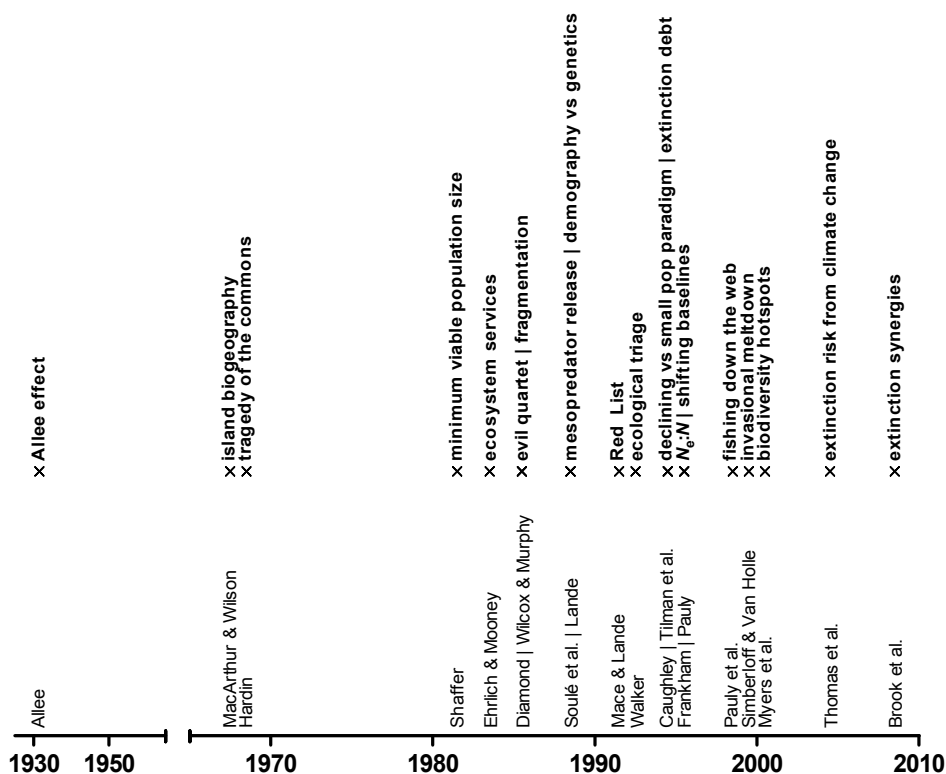 Allee effect
island biogeography
tragedy of the commons
minimum viable population size
ecosystem services
evil quartet | fragmentation
mesopredator release | demography vs genetics
Red List
ecological triage
declining vs small pop paradigm | extinction debt
Ne:N | shifting baselines
fishing down the web
invasional meltdown
biodiversity hotspots
extinction risk from climate change
extinction synergies
Allee
MacArthur & Wilson
Hardin
Shaffer
Ehrlich & Mooney
Diamond | Wilcox & Murphy
Soulé et al. | Lande
Mace & Lande
Walker
Caughley | Tilman et al.
Frankham | Pauly
Pauly et al.
Simberloff & Van Holle
Myers et al.
Thomas et al.
Brook et al.
1930 1950 1970 1980 1990 2000 2010